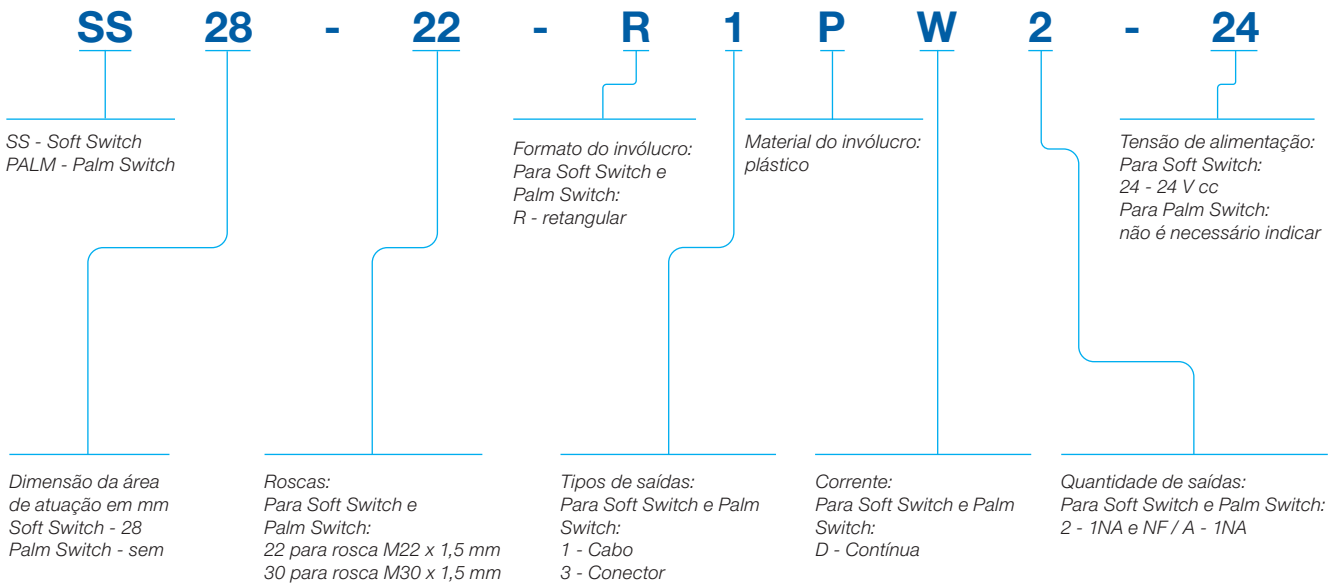 SS 28 - 22 - R 1 P W 2 - 24
SS - Soft Switch
PALM - Palm Switch
Formato do invólucro:
Para Soft Switch e
Palm Switch:
R - retangular
Material do invólucro:
plástico
Tensão de alimentação:
Para Soft Switch:
24 - 24 V cc
Para Palm Switch:
não é necessário indicar
Dimensão da área
de atuação em mm
Soft Switch - 28
Palm Switch - sem
Roscas:
Para Soft Switch e
Palm Switch:
22 para rosca M22 x 1,5 mm
30 para rosca M30 x 1,5 mm
Tipos de saídas:
Para Soft Switch e Palm
Switch:
1 - Cabo
3 - Conector
Corrente:
Para Soft Switch e Palm
Switch:
D - Contínua
Quantidade de saídas:
Para Soft Switch e Palm Switch:
2 - 1NA e NF / A - 1NA